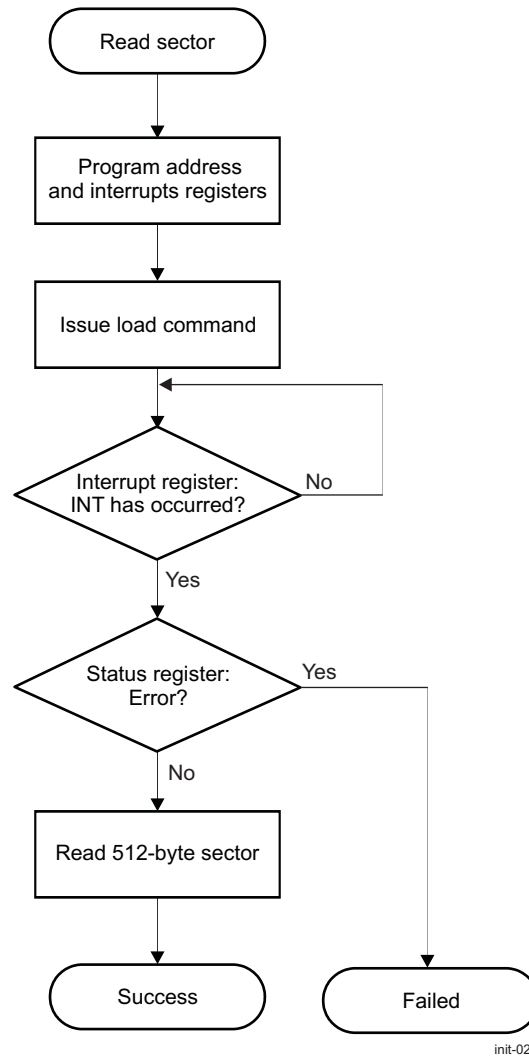 Read sector
Program address
and interrupts registers
Issue load command
Interrupt register:
INT has occurred?
No
Yes
Status register:
Error?
Yes
No
Read 512-byte sector
Success
Failed
init-02